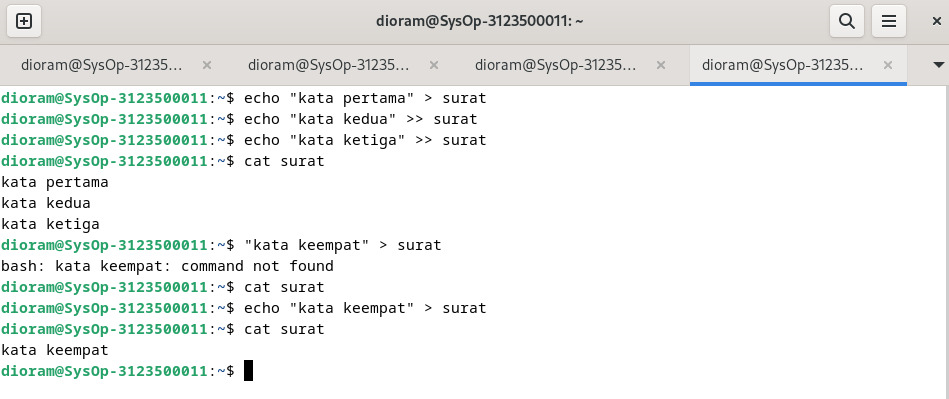 dioram@SysOp-3123500011: ~
dioram@SysOp-31235...
dioram@SysOp-31235...
dioram@SysOp-31235...
dioram@SysOp-31235...
dioram@SysOp-3123500011:~$ echo "kata pertama" > surat
dioram@SysOp-3123500011:~$ echo "kata kedua" >> surat
dioram@SysOp-3123500011:~$ echo "kata ketiga" >> surat
dioram@SysOp-3123500011:~$ cat surat
kata pertama
kata kedua
kata ketiga
dioram@SysOp-3123500011:~$ "kata keempat" > surat
bash: kata keempat: command not found
dioram@SysOp-3123500011:~$ cat surat
dioram@SysOp-3123500011:~$ echo "kata keempat" > surat
dioram@SysOp-3123500011:~$ cat surat
kata keempat
dioram@SysOp-3123500011:~$